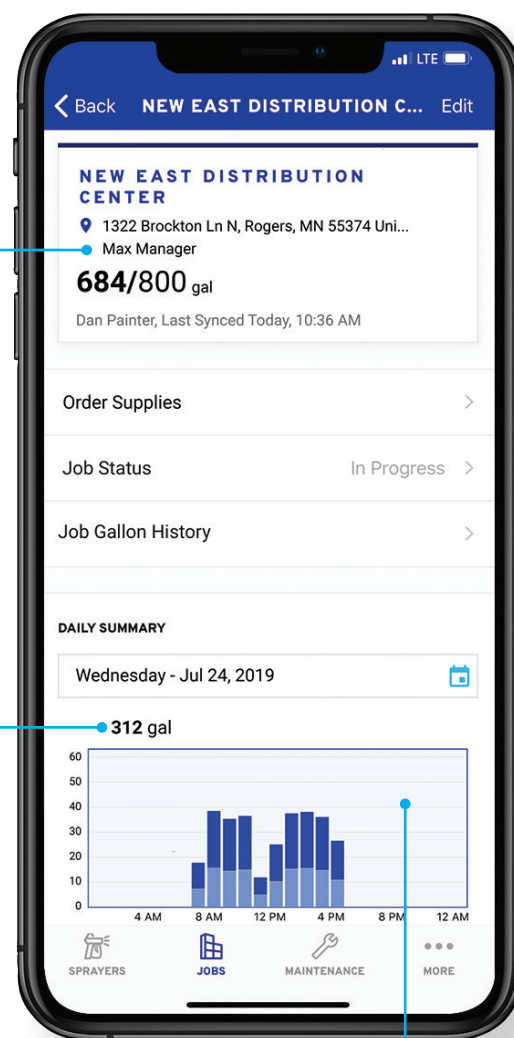 LTE
Back NEW EAST DISTRIBUTION C... Edit
NEW EAST DISTRIBUTION
CENTER
1322 Brockton Ln N, Rogers, MN 55374 Uni...
Max Manager
684/800 gal
Dan Painter, Last Synced Today, 10:36 AM
Order Supplies
Job Status In Progress
Job Gallon History
DAILY SUMMARY
Wednesday - Jul 24, 2019
312 gal
60
50
40
30
20
10
0
4 AM 8 AM 12 PM 4 PM 8 PM 12 AM
SPRAYERS JOBS MAINTENANCE MORE